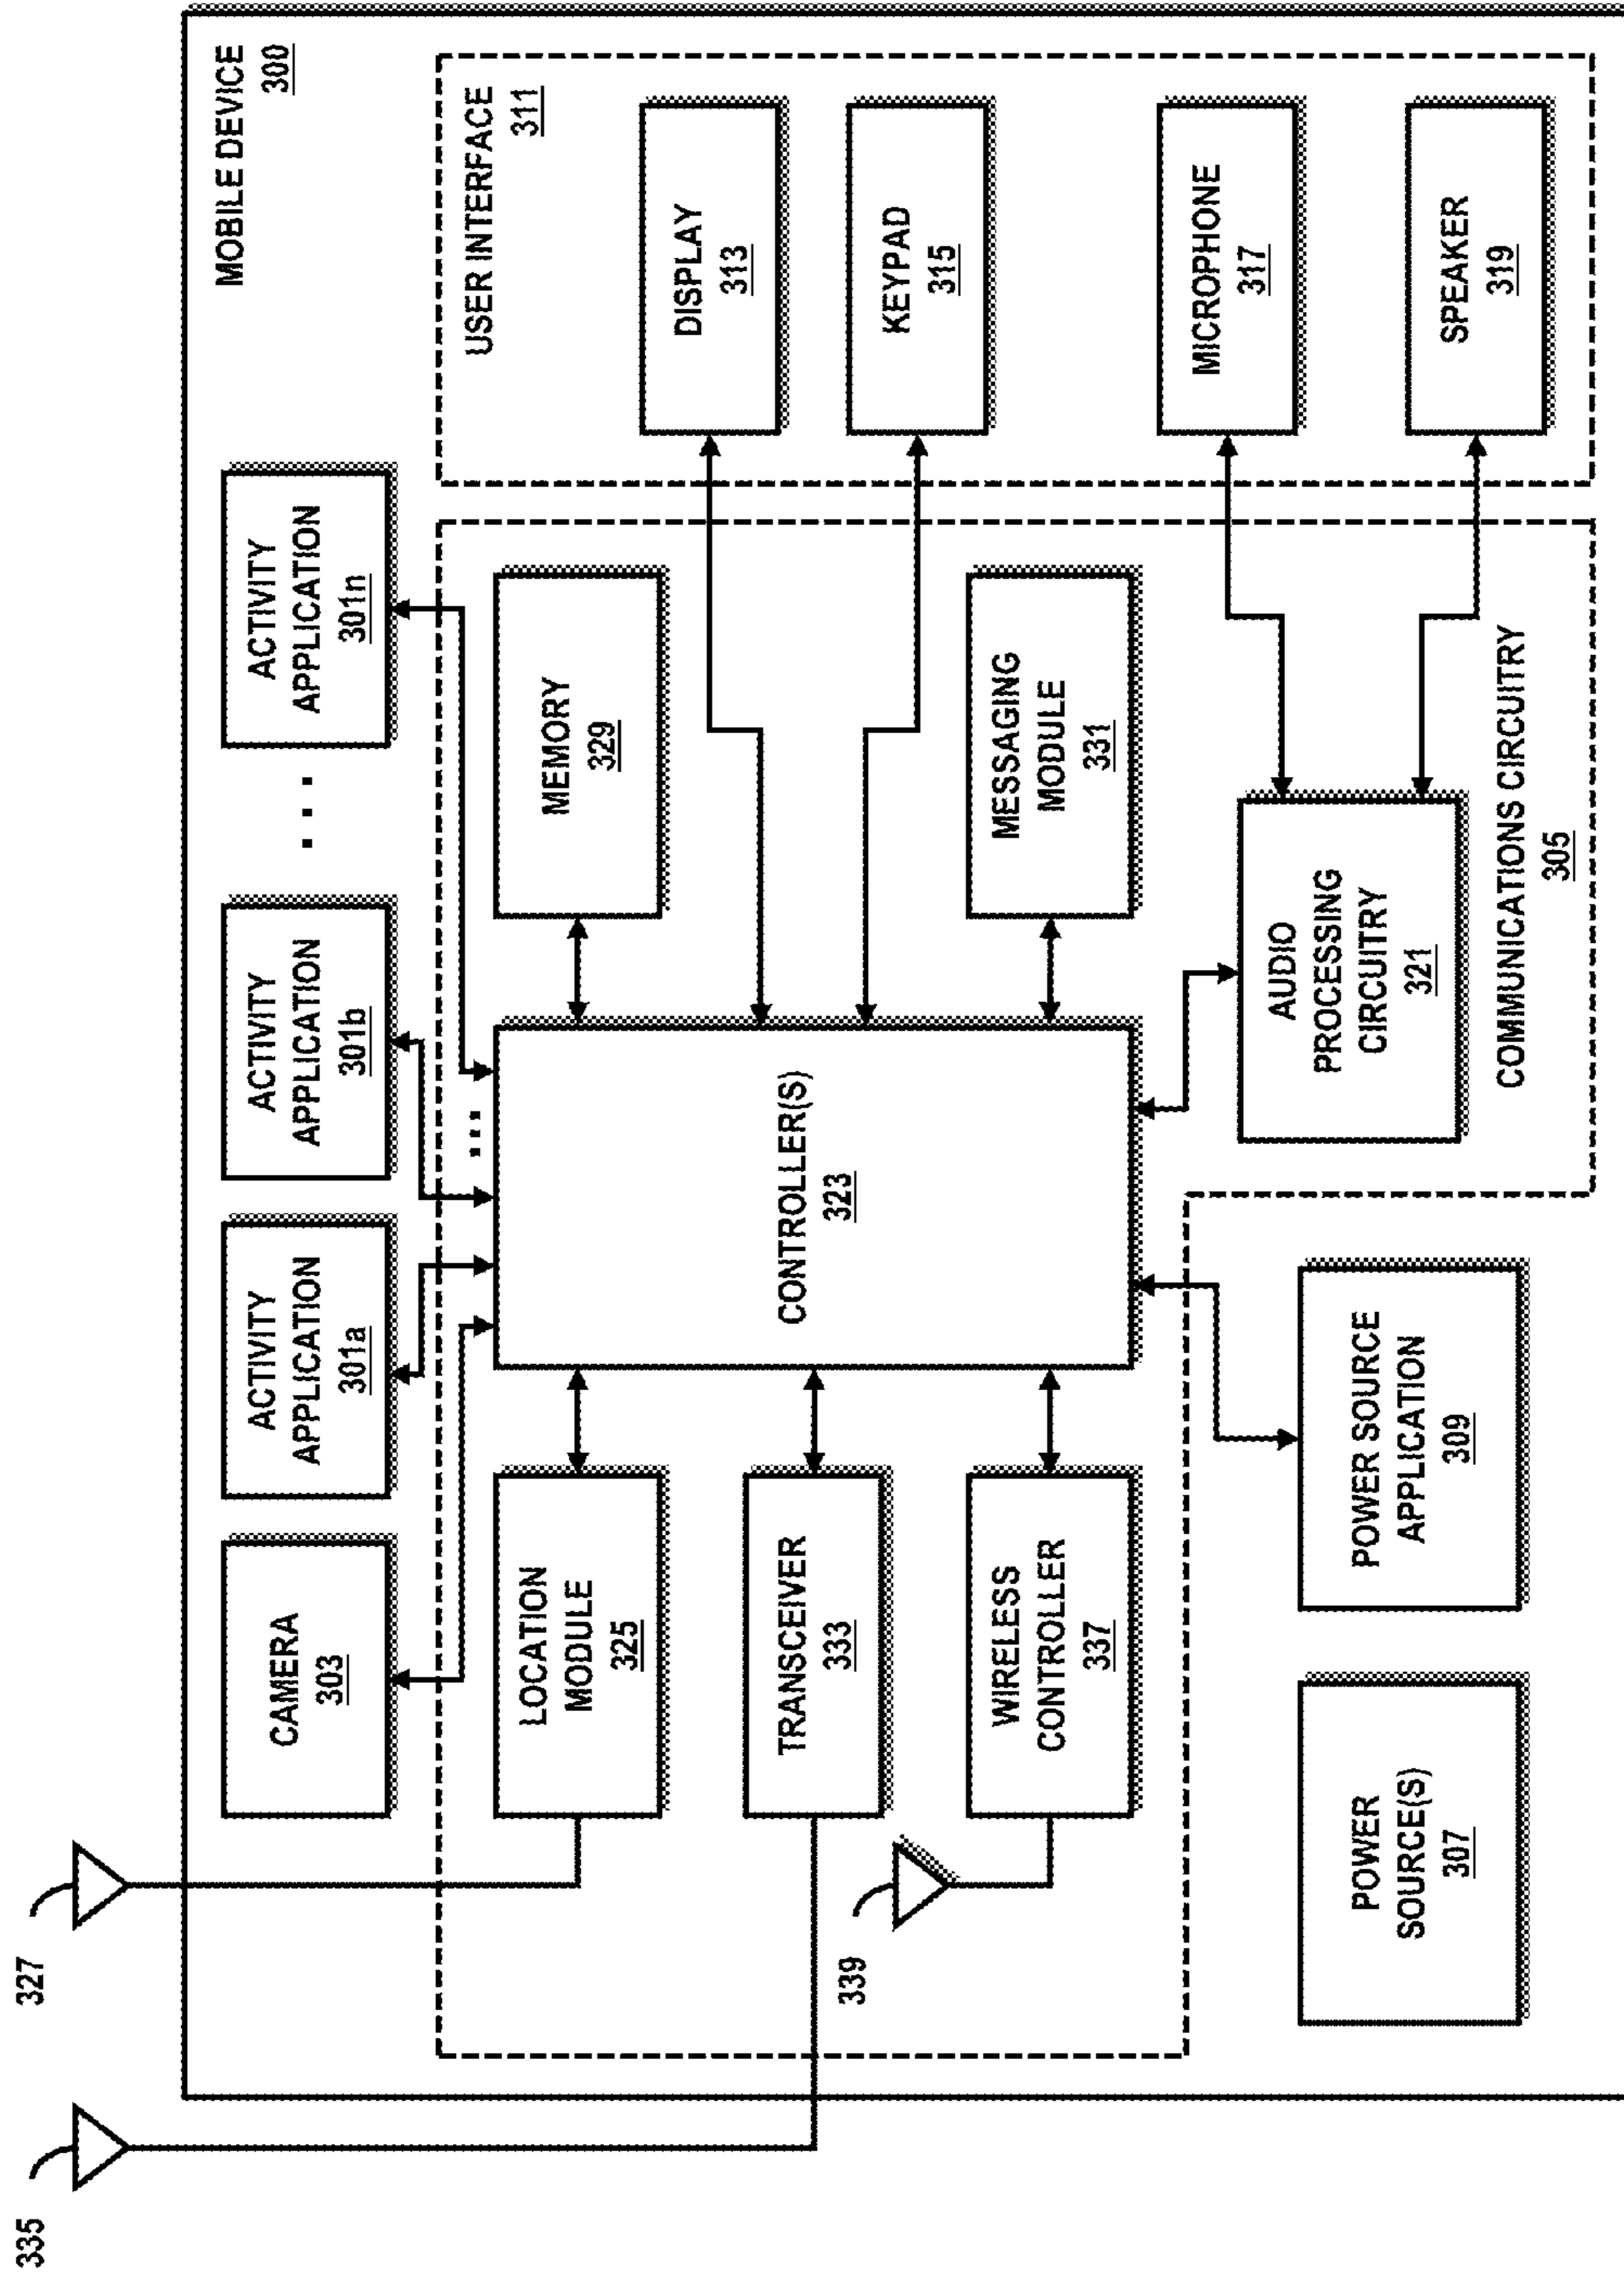 MOBILE DEVICE
300
335
327
CAMERA
303
ACTIVITY
APPLICATION
301a
ACTIVITY
APPLICATION
301b
. . .
ACTIVITY
APPLICATION
301n
USER INTERFACE
311
LOCATION
MODULE
325
...
MEMORY
329
DISPLAY
313
TRANSCEIVER
333
CONTROLLER(S)
323
KEYPAD
315
339
WIRELESS
CONTROLLER
337
MESSAGING
MODULE
331
MICROPHONE
317
POWER
SOURCE(S)
307
POWER SOURCE
APPLICATION
309
AUDIO
PROCESSING
CIRCUITRY
321
SPEAKER
319
COMMUNICATIONS CIRCUITRY
305